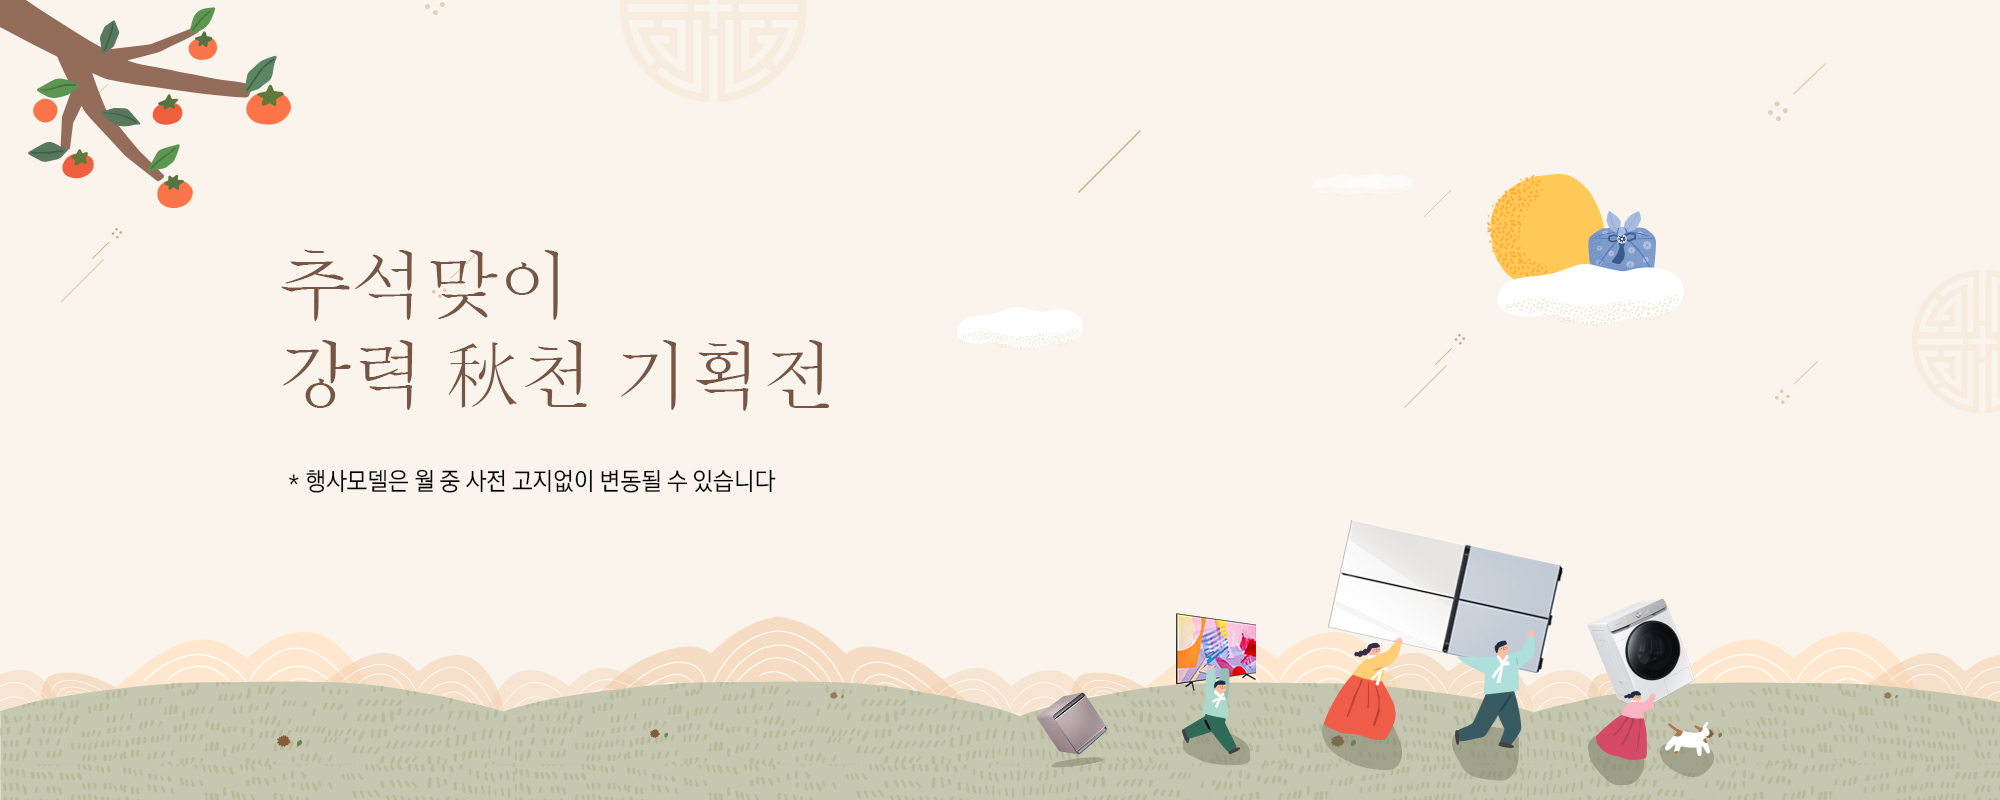 추석맞이
강력 秋천 기획전
* 행사모델은 월 중 사전 고지없이 변동될 수 있습니다